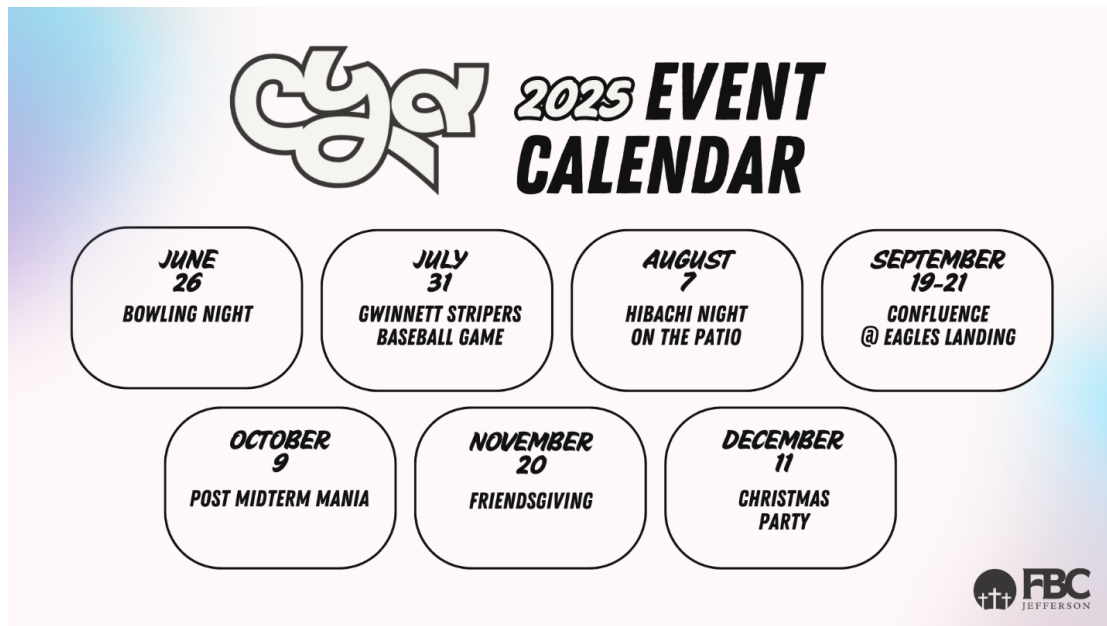 cya
2025 EVENT
CALENDAR
JUNE
26
BOWLING NIGHT
JULY
31
GWINNETT STRIPERS
BASEBALL GAME
AUGUST
7
HIBACHI NIGHT
ON THE PATIO
SEPTEMBER
19-21
CONFLUENCE
@ EAGLES LANDING
OCTOBER
9
POST MIDTERM MANIA
NOVEMBER
20
FRIENDSGIVING
DECEMBER
11
CHRISTMAS
PARTY
FBC
JEFFERSON